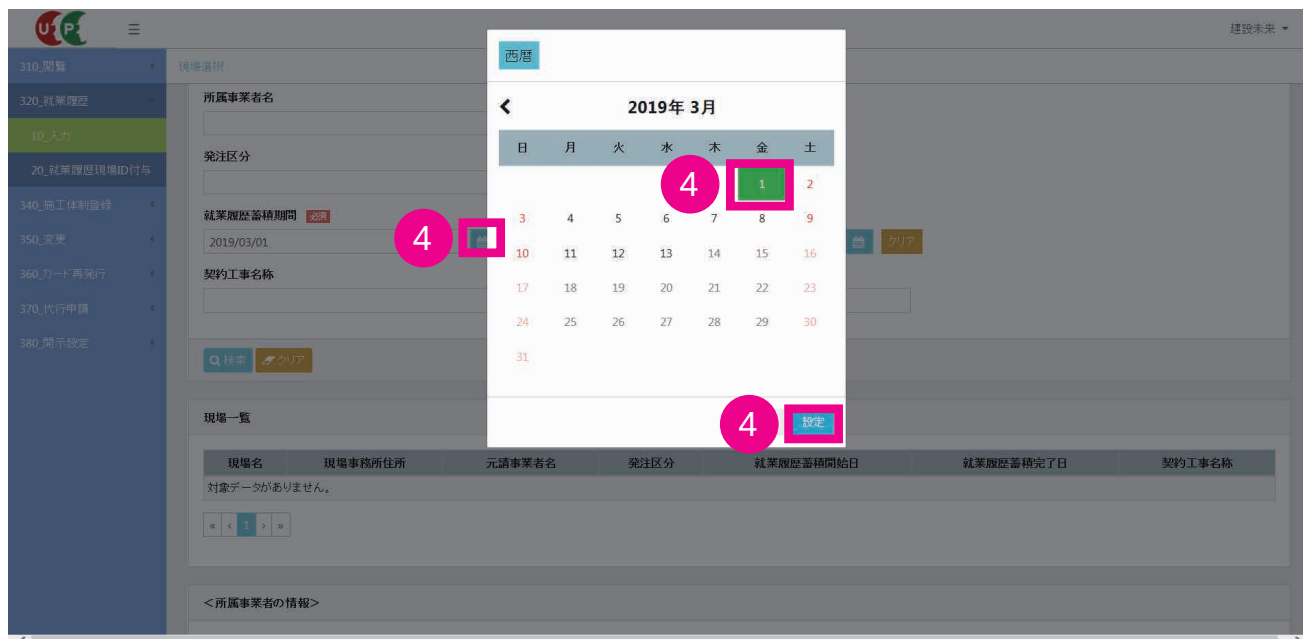 U P
建設未来
310_閲覧
現場選択
320_就業履歴
10_入力
20_就業履歴現場ID付与
340_施工体制登録
350_変更
360_カード再発行
370_代行申請
380_開示設定
所属事業者名
発注区分
就業履歴蓄積期間 必須
2019/03/01
4
クリア
契約工事名称
検索 クリア
西暦
2019年 3月
日 月 火 水 木 金 土
4
1 2
3 4 5 6 7 8 9
10 11 12 13 14 15 16
17 18 19 20 21 22 23
24 25 26 27 28 29 30
31
4 設定
現場一覧
現場名 現場事務所住所 元請事業者名 発注区分 就業履歴蓄積開始日 就業履歴蓄積完了日 契約工事名称
対象データがありません。
« ‹ 1 › »
<所属事業者の情報>